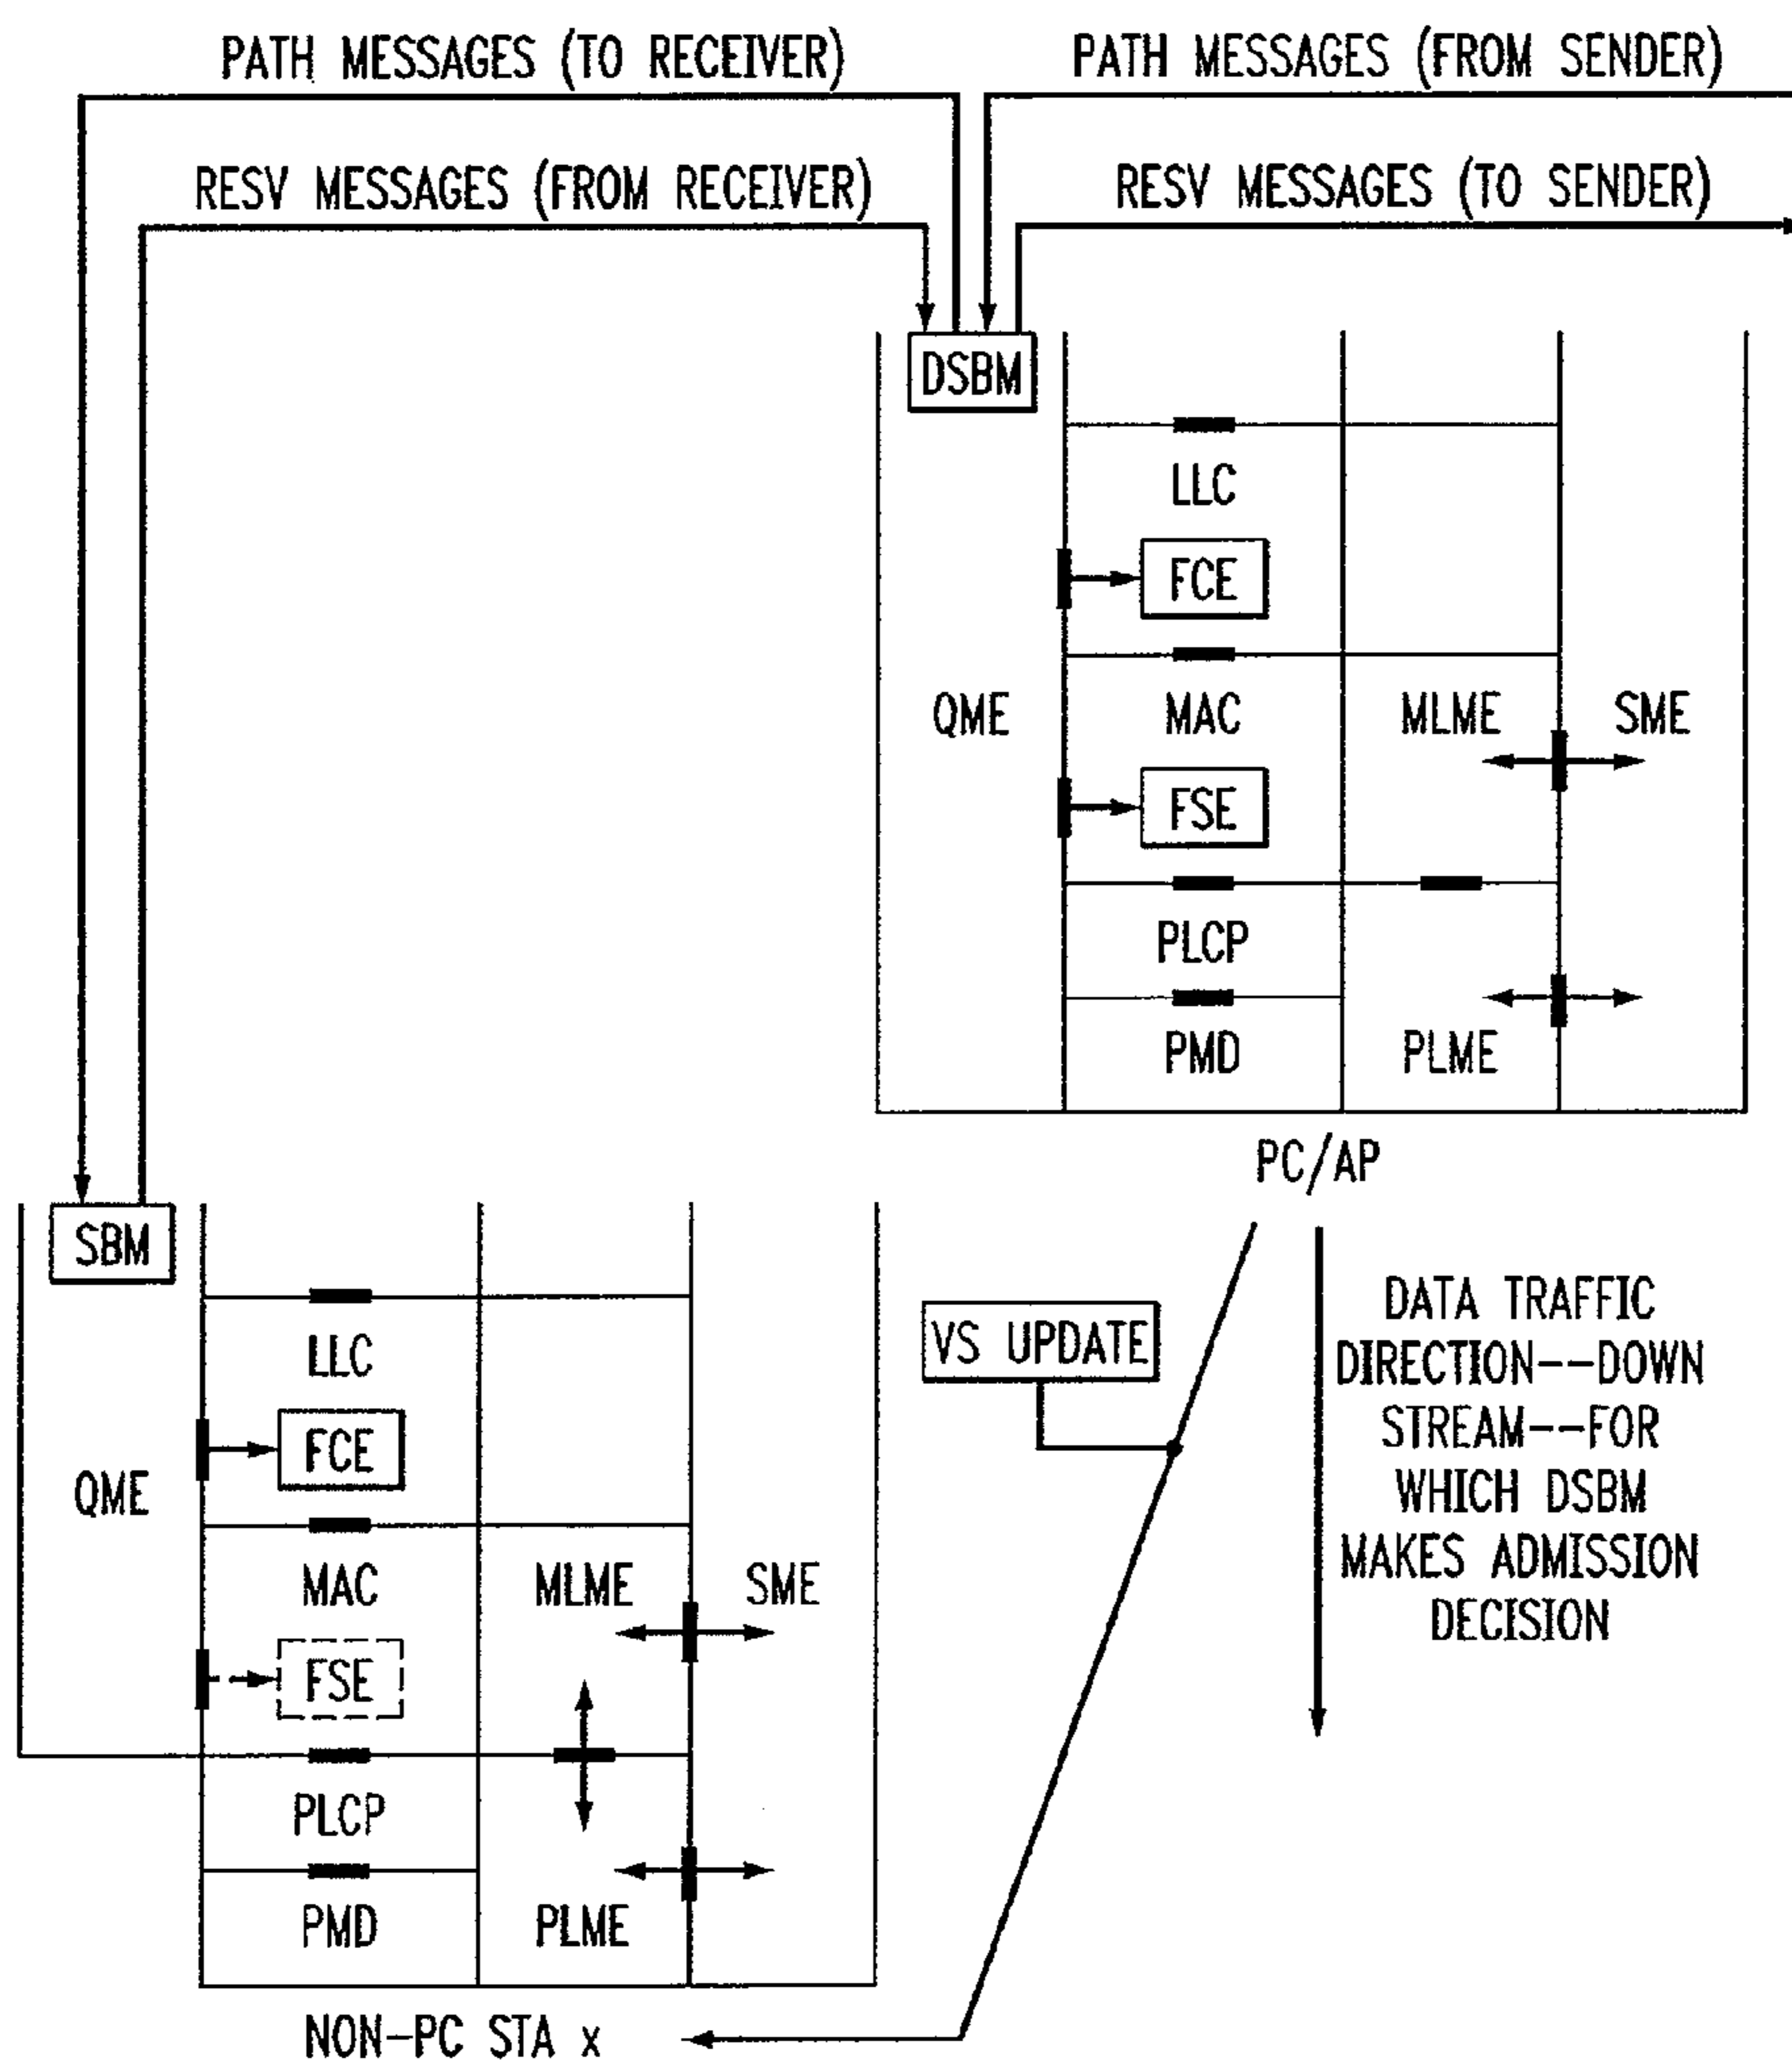 PATH MESSAGES (TO RECEIVER)
PATH MESSAGES (FROM SENDER)
RESV MESSAGES (FROM RECEIVER)
RESV MESSAGES (TO SENDER)
DSBM
LLC
FCE
QME
MAC
MLME
SME
FSE
PLCP
PMD
PLME
PC/AP
SBM
LLC
FCE
QME
MAC
MLME
SME
FSE
PLCP
PMD
PLME
NON-PC STA x
VS UPDATE
DATA TRAFFIC
DIRECTION--DOWN
STREAM--FOR
WHICH DSBM
MAKES ADMISSION
DECISION